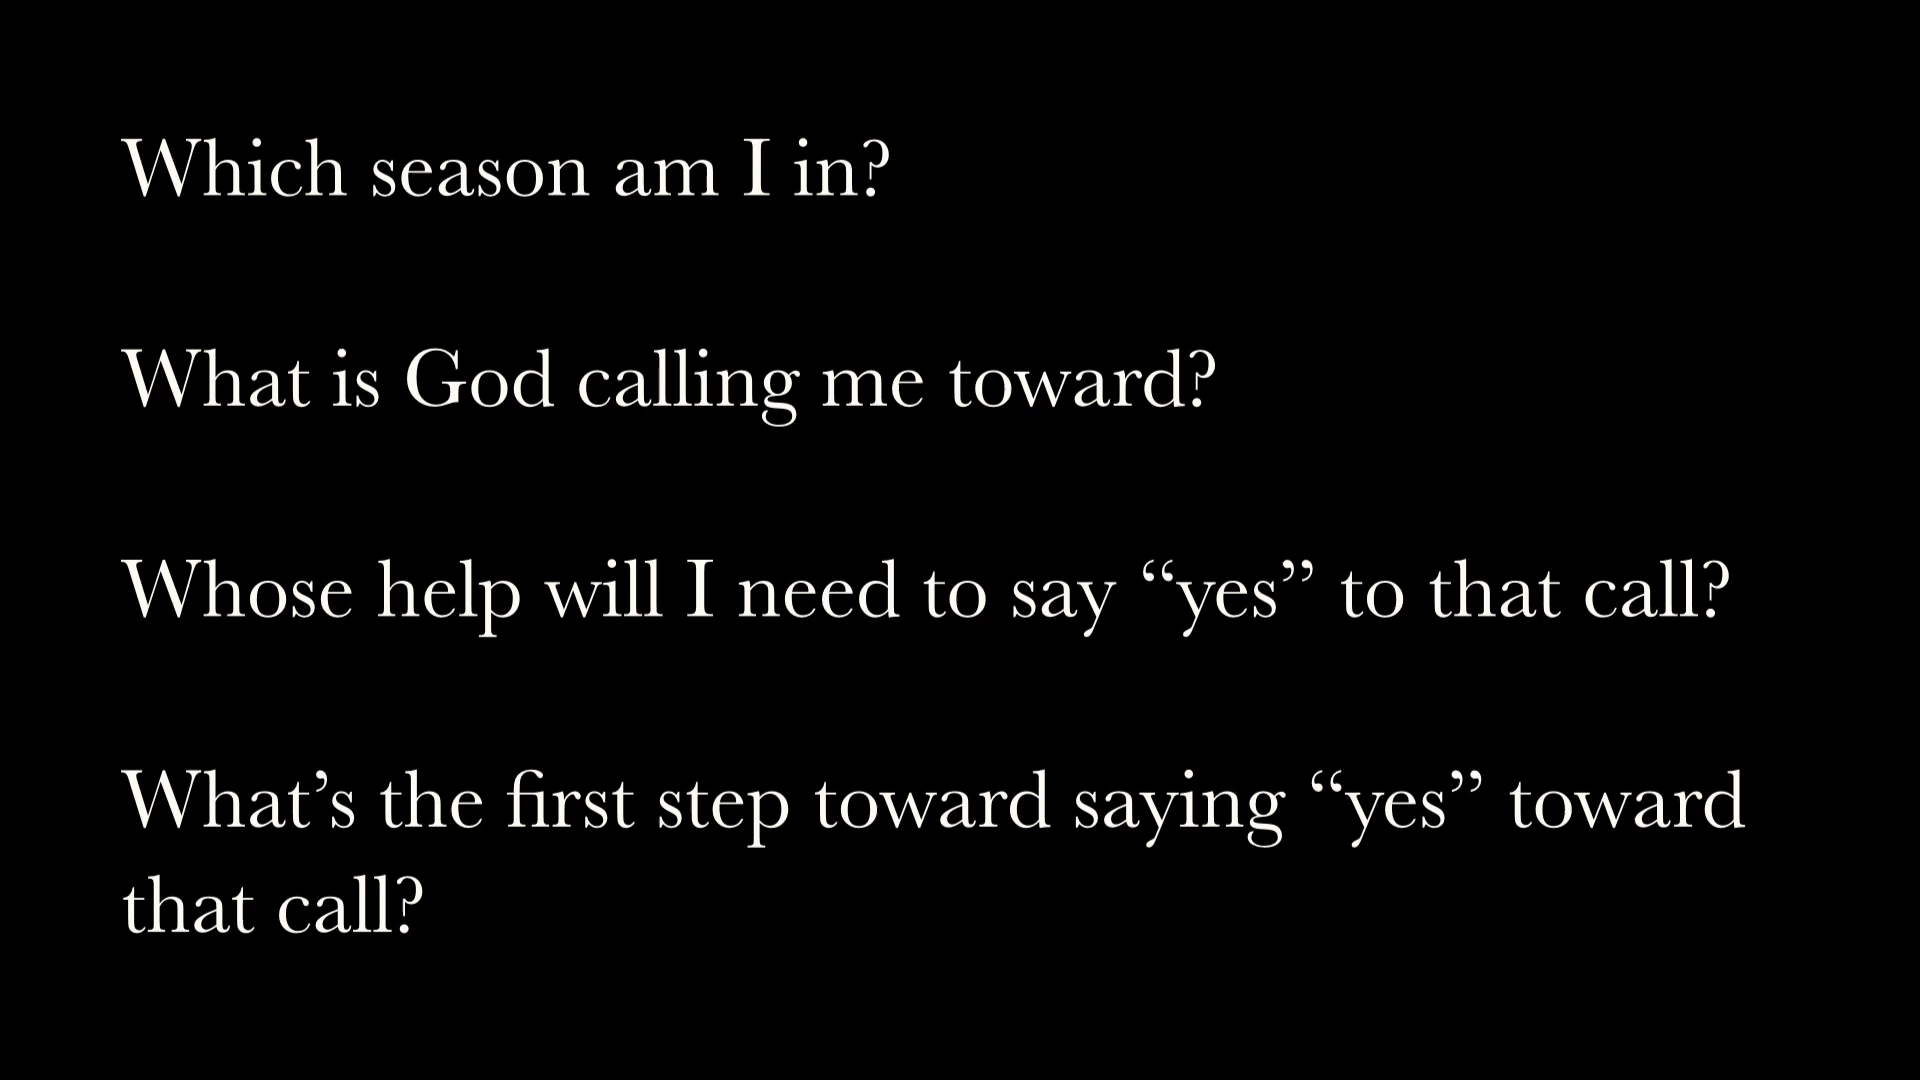 Which season am I in?
What is God calling me toward?
Whose help will I need to say “yes” to that call?
What’s the first step toward saying “yes” toward
that call?